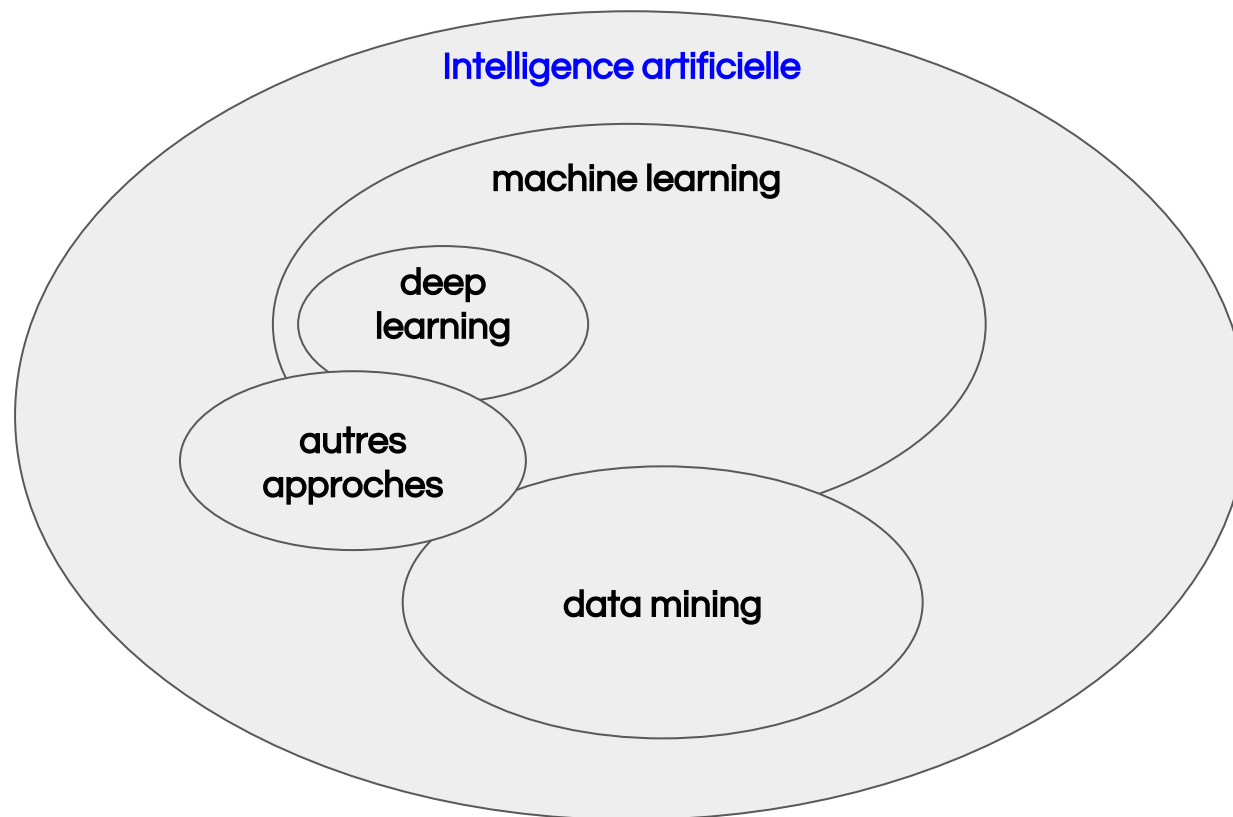 Intelligence artificielle
machine learning
deep
learning
autres
approches
data mining